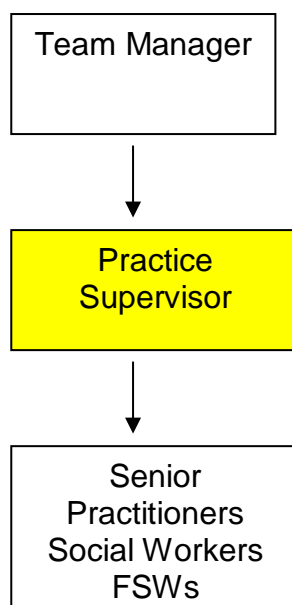 Team Manager
Practice
Supervisor
Senior
Practitioners
Social Workers
FSWs